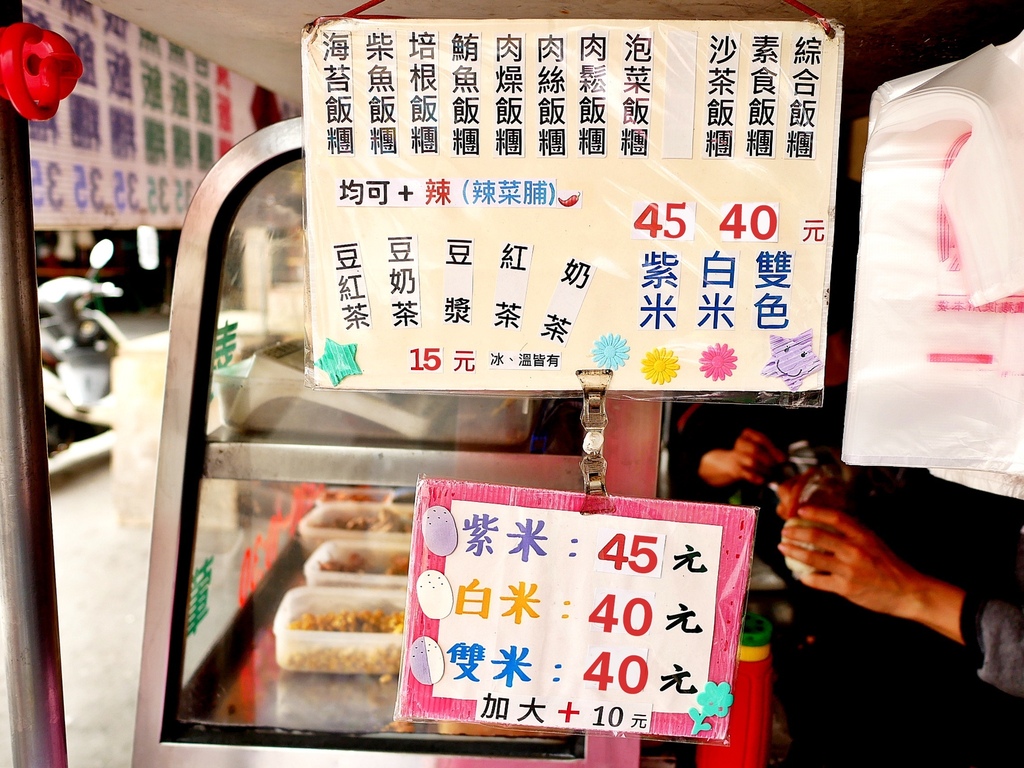 海苔飯糰
柴魚飯糰
培根飯糰
鮪魚飯糰
肉燥飯糰
肉絲飯糰
肉鬆飯糰
泡菜飯糰
沙茶飯糰
素食飯糰
綜合飯糰
均可+辣(辣菜脯)
45 40 元
紫米
白米
雙色
豆紅茶
豆奶茶
豆漿
紅茶
奶茶
15元 冰、溫皆有
紫米：45元
白米：40元
雙米：40元
加大+10元
35 35 35